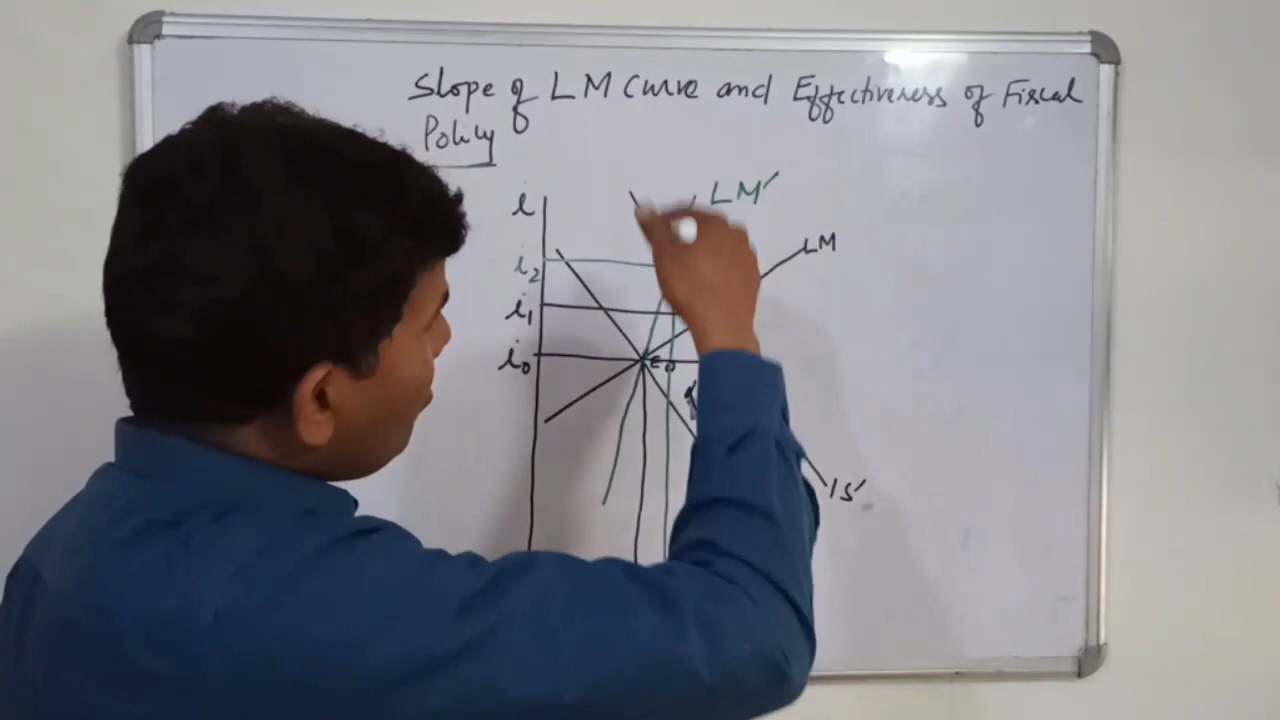 Slope of LM Curve and Effectiveness of Fiscal
Policy
i
LM′
LM
i2
i1
i0
E0
IS′